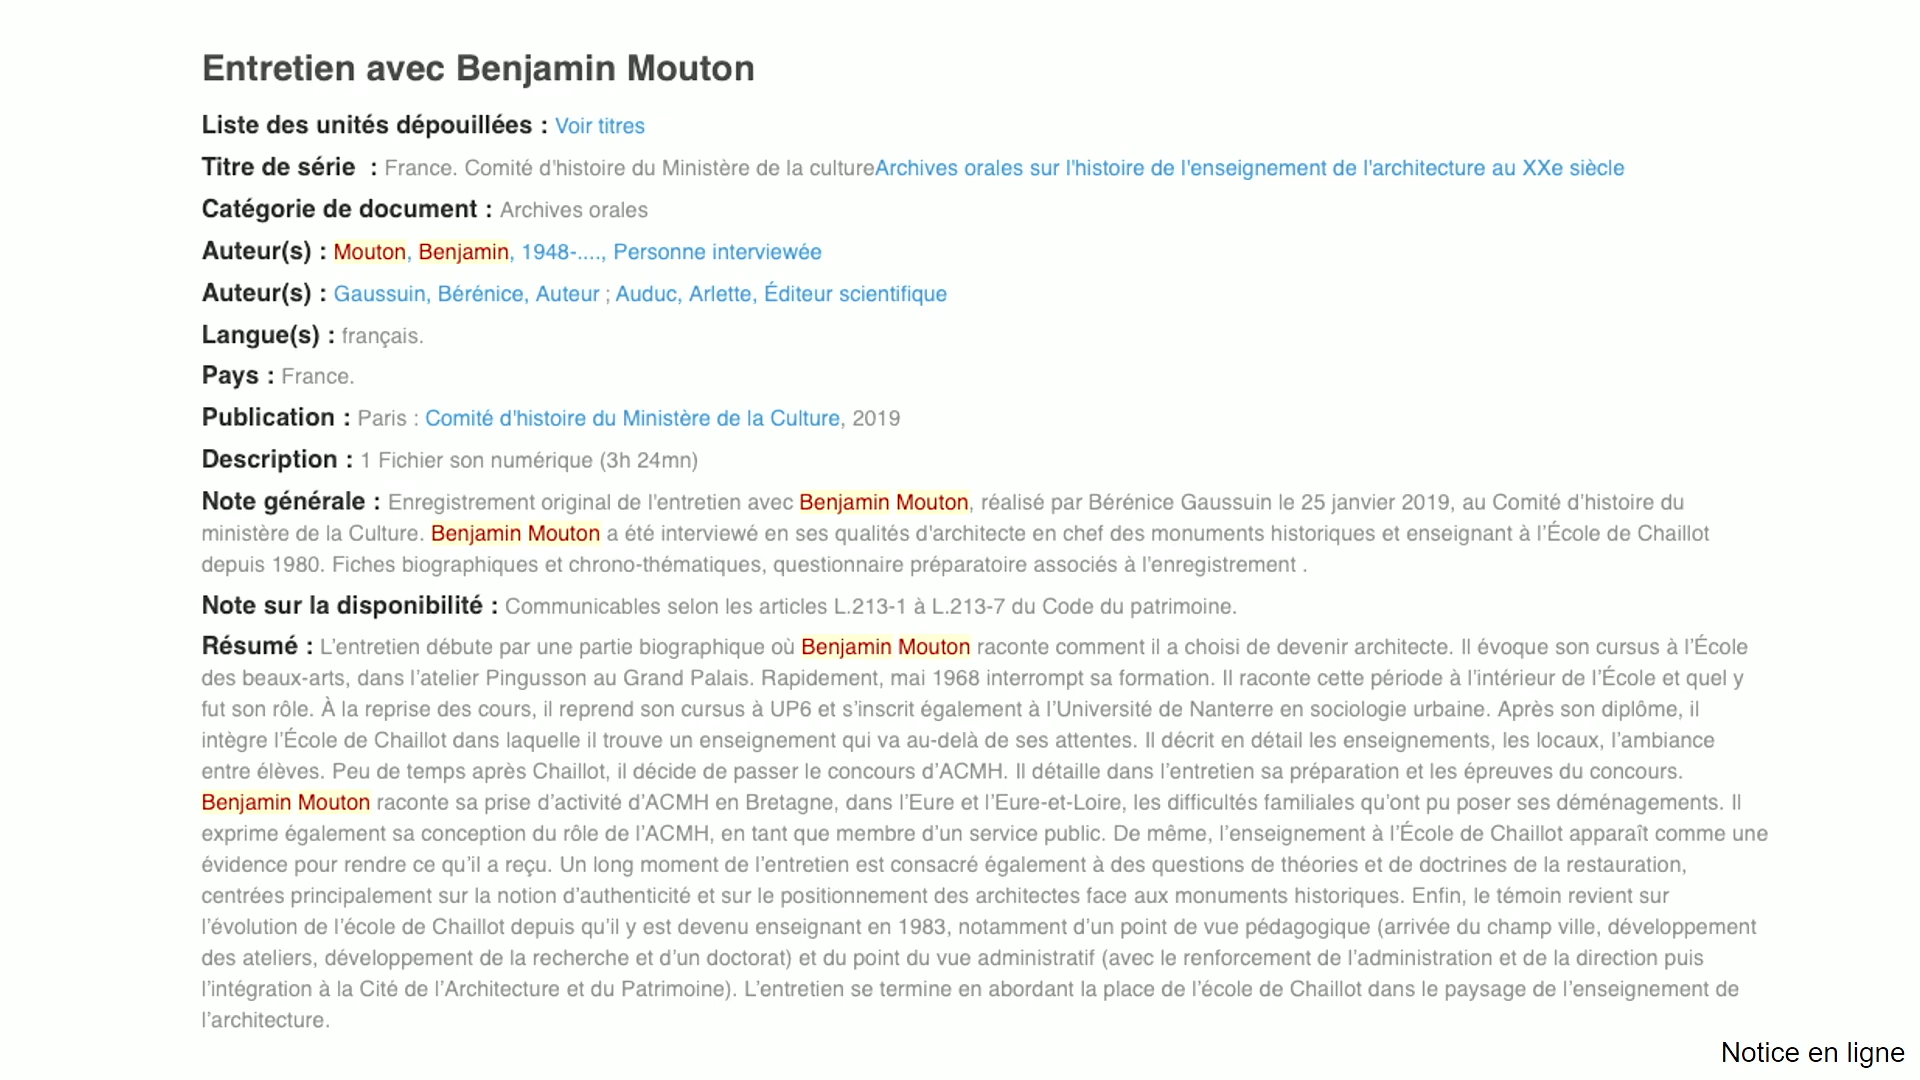 Entretien avec Benjamin Mouton
Liste des unités dépouillées : Voir titres
Titre de série  : France. Comité d'histoire du Ministère de la cultureArchives orales sur l'histoire de l'enseignement de l'architecture au XXe siècle
Catégorie de document : Archives orales
Auteur(s) : Mouton, Benjamin, 1948-...., Personne interviewée
Auteur(s) : Gaussuin, Bérénice, Auteur ; Auduc, Arlette, Éditeur scientifique
Langue(s) : français.
Pays : France.
Publication : Paris : Comité d'histoire du Ministère de la Culture, 2019
Description : 1 Fichier son numérique (3h 24mn)
Note générale : Enregistrement original de l'entretien avec Benjamin Mouton, réalisé par Bérénice Gaussuin le 25 janvier 2019, au Comité d’histoire du
ministère de la Culture. Benjamin Mouton a été interviewé en ses qualités d'architecte en chef des monuments historiques et enseignant à l’École de Chaillot
depuis 1980. Fiches biographiques et chrono-thématiques, questionnaire préparatoire associés à l'enregistrement .
Note sur la disponibilité : Communicables selon les articles L.213-1 à L.213-7 du Code du patrimoine.
Résumé : L’entretien débute par une partie biographique où Benjamin Mouton raconte comment il a choisi de devenir architecte. Il évoque son cursus à l’École
des beaux-arts, dans l’atelier Pingusson au Grand Palais. Rapidement, mai 1968 interrompt sa formation. Il raconte cette période à l’intérieur de l’École et quel y
fut son rôle. À la reprise des cours, il reprend son cursus à UP6 et s’inscrit également à l’Université de Nanterre en sociologie urbaine. Après son diplôme, il
intègre l’École de Chaillot dans laquelle il trouve un enseignement qui va au-delà de ses attentes. Il décrit en détail les enseignements, les locaux, l’ambiance
entre élèves. Peu de temps après Chaillot, il décide de passer le concours d’ACMH. Il détaille dans l’entretien sa préparation et les épreuves du concours.
Benjamin Mouton raconte sa prise d’activité d’ACMH en Bretagne, dans l’Eure et l’Eure-et-Loire, les difficultés familiales qu’ont pu poser ses déménagements. Il
exprime également sa conception du rôle de l’ACMH, en tant que membre d’un service public. De même, l’enseignement à l’École de Chaillot apparaît comme une
évidence pour rendre ce qu’il a reçu. Un long moment de l’entretien est consacré également à des questions de théories et de doctrines de la restauration,
centrées principalement sur la notion d’authenticité et sur le positionnement des architectes face aux monuments historiques. Enfin, le témoin revient sur
l’évolution de l’école de Chaillot depuis qu’il y est devenu enseignant en 1983, notamment d’un point de vue pédagogique (arrivée du champ ville, développement
des ateliers, développement de la recherche et d’un doctorat) et du point du vue administratif (avec le renforcement de l’administration et de la direction puis
l’intégration à la Cité de l’Architecture et du Patrimoine). L’entretien se termine en abordant la place de l’école de Chaillot dans le paysage de l’enseignement de
l’architecture.
Notice en ligne